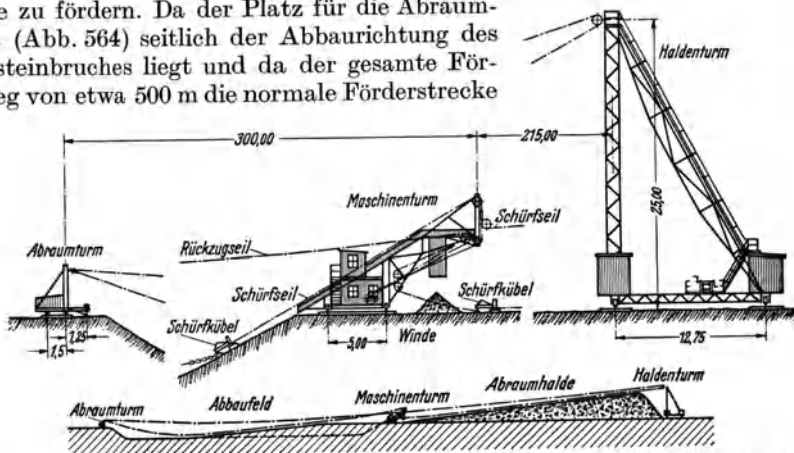 e zu fördern. Da der Platz für die Abraum-
(Abb. 564) seitlich der Abbaurichtung des
steinbruches liegt und da der gesamte För-
eg von etwa 500 m die normale Förderstrecke
Haldenturm
300,00
215,00
Maschinenturm
Schürfseil
25,00
Abraumturm
Rückzugseil
Schürfseil
Schürfkübel
Schürfkübel
1,25
1,5
5,00
Winde
12,75
Abraumturm
Abbaufeld
Maschinenturm
Abraumhalde
Haldenturm